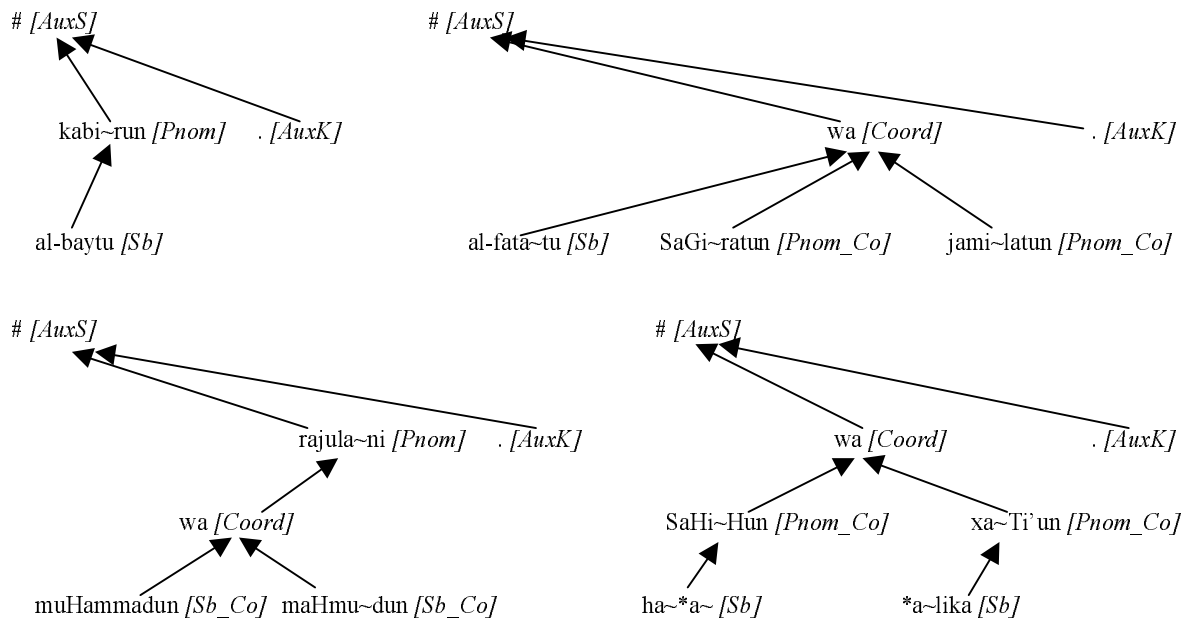 # [AuxS] # [AuxS]
kabi~run [Pnom] . [AuxK] wa [Coord] . [AuxK]
al-baytu [Sb] al-fata~tu [Sb] SaGi~ratun [Pnom_Co] jami~latun [Pnom_Co]
# [AuxS] # [AuxS]
rajula~ni [Pnom] . [AuxK] wa [Coord] . [AuxK]
wa [Coord] SaHi~Hun [Pnom_Co] xa~Ti’un [Pnom_Co]
muHammadun [Sb_Co] maHmu~dun [Sb_Co] ha~*a~ [Sb] *a~lika [Sb]